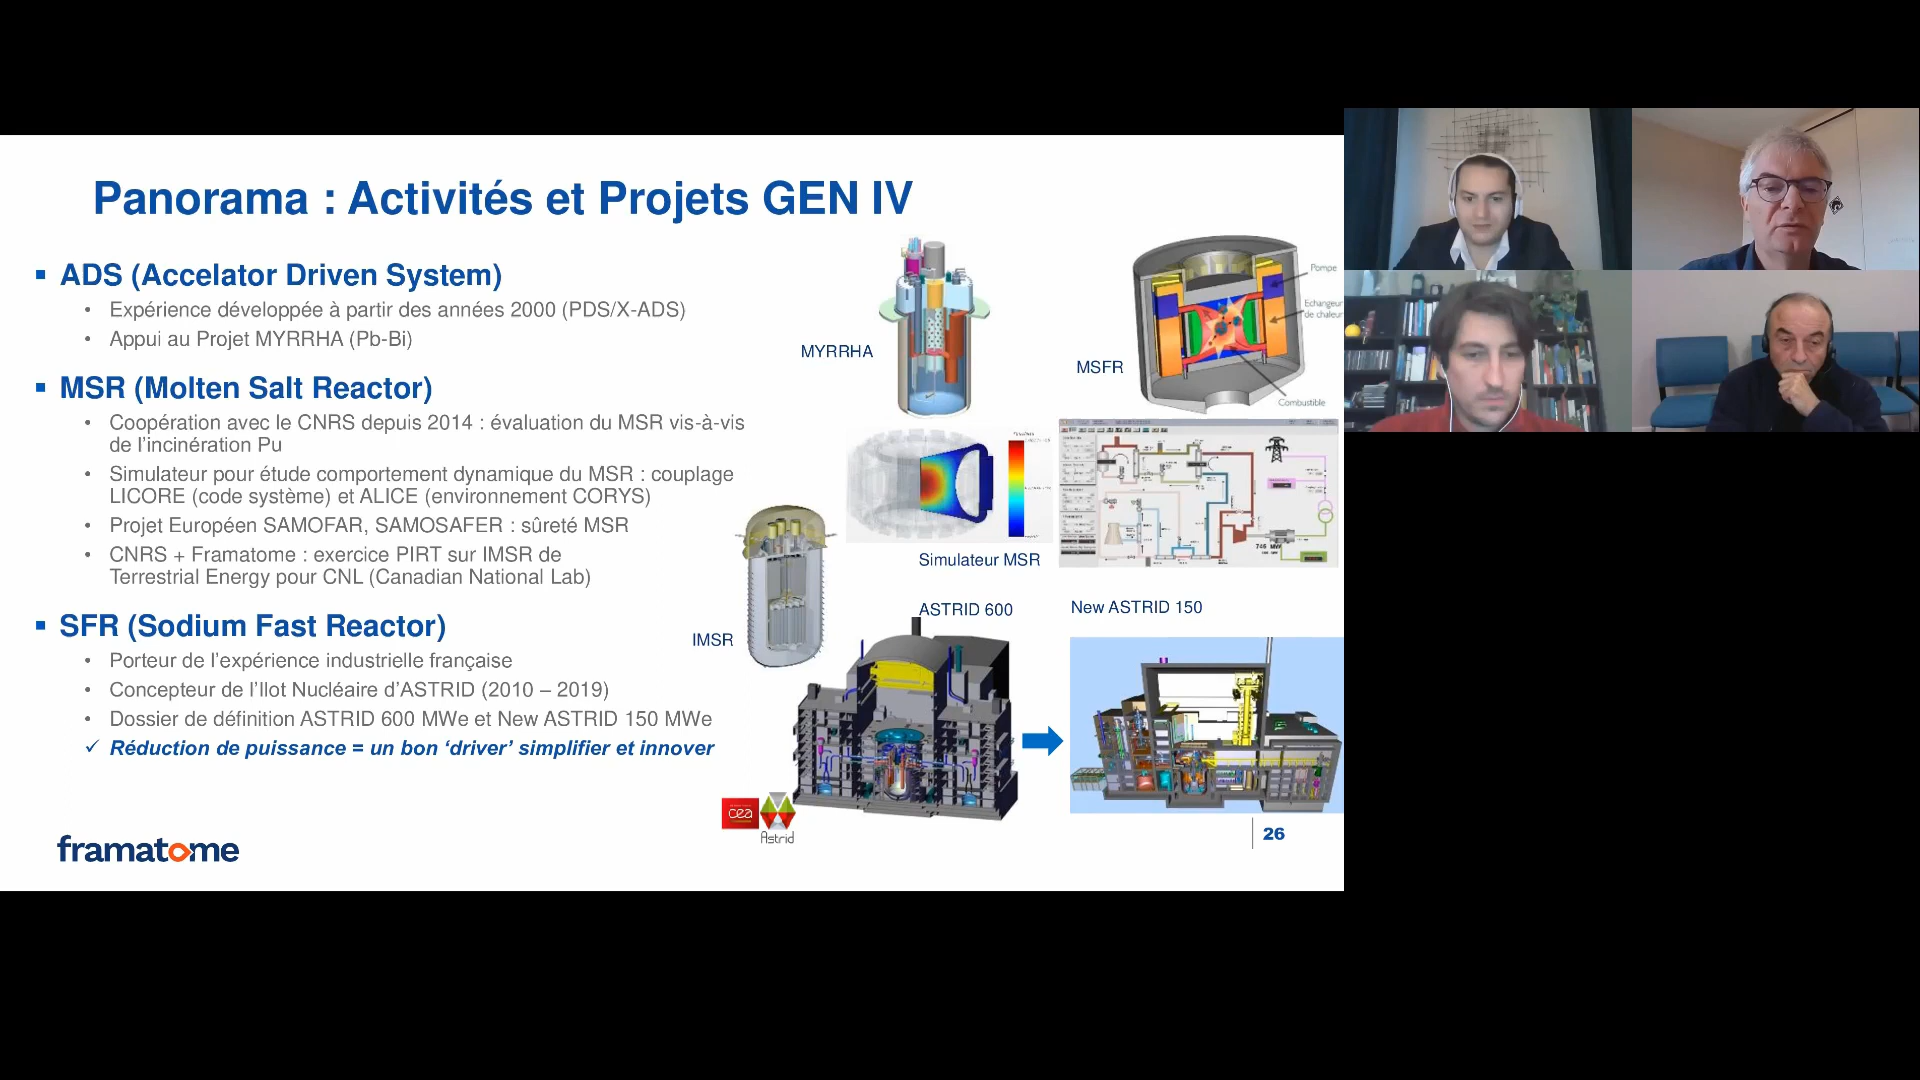 Panorama : Activités et Projets GEN IV
ADS (Accelator Driven System)
Expérience développée à partir des années 2000 (PDS/X-ADS)
Appui au Projet MYRRHA (Pb-Bi)
MSR (Molten Salt Reactor)
Coopération avec le CNRS depuis 2014 : évaluation du MSR vis-à-vis
de l'incinération Pu
Simulateur pour étude comportement dynamique du MSR : couplage
LICORE (code système) et ALICE (environnement CORYS)
Projet Européen SAMOFAR, SAMOSAFER : sûreté MSR
CNRS + Framatome : exercice PIRT sur IMSR de
Terrestrial Energy pour CNL (Canadian National Lab)
SFR (Sodium Fast Reactor)
Porteur de l'expérience industrielle française
Concepteur de l'Ilot Nucléaire d'ASTRID (2010 – 2019)
Dossier de définition ASTRID 600 MWe et New ASTRID 150 MWe
✓ Réduction de puissance = un bon 'driver' simplifier et innover
MYRRHA
MSFR
Pompe
Echangeur
de chaleur
Combustible
Simulateur MSR
IMSR
ASTRID 600
New ASTRID 150
cea
Astrid
framatome
26